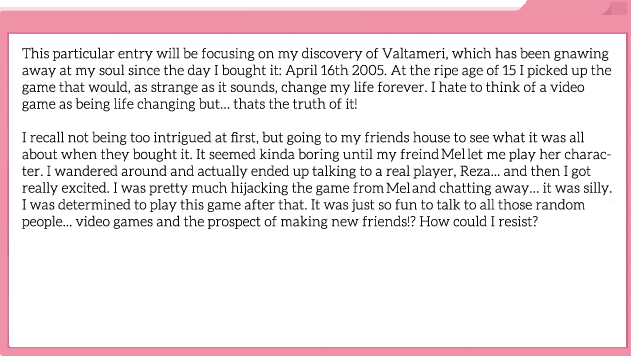 This particular entry will be focusing on my discovery of Valtameri, which has been gnawing
away at my soul since the day I bought it: April 16th 2005. At the ripe age of 15 I picked up the
game that would, as strange as it sounds, change my life forever. I hate to think of a video
game as being life changing but... thats the truth of it!
I recall not being too intrigued at first, but going to my friends house to see what it was all
about when they bought it. It seemed kinda boring until my freind Mel let me play her charac-
ter. I wandered around and actually ended up talking to a real player, Reza... and then I got
really excited. I was pretty much hijacking the game from Mel and chatting away... it was silly.
I was determined to play this game after that. It was just so fun to talk to all those random
people... video games and the prospect of making new friends!? How could I resist?